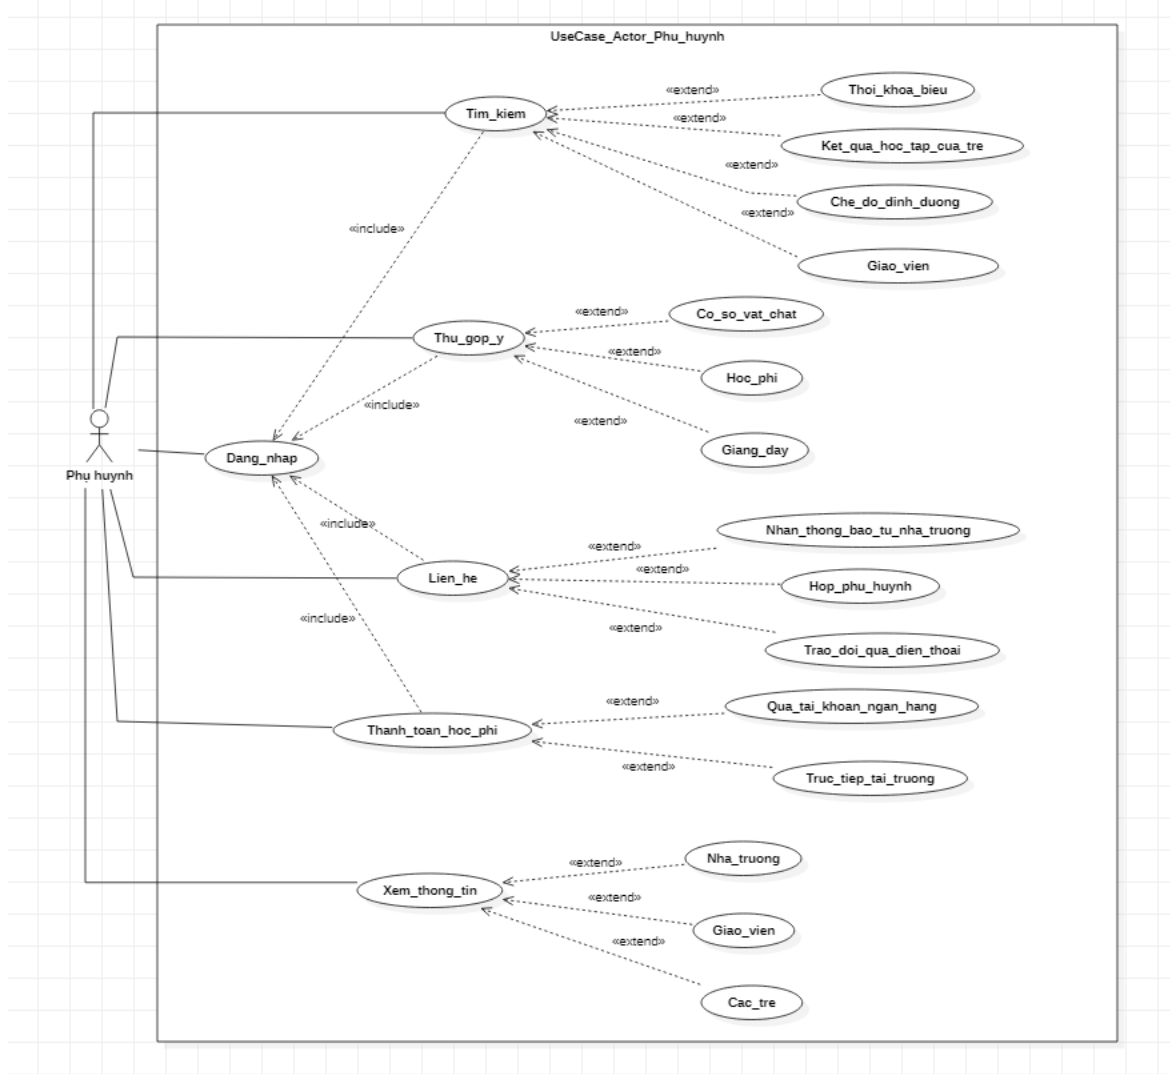 UseCase_Actor_Phu_huynh
«extend»
Thoi_khoa_bieu
Tim_kiem
«extend»
Ket_qua_hoc_tap_cua_tre
«extend»
Che_do_dinh_duong
«extend»
«include»
Giao_vien
«extend»
Co_so_vat_chat
Thu_gop_y
«extend»
Hoc_phi
«include»
«extend»
Giang_day
Dang_nhap
Phụ huynh
«include»
Nhan_thong_bao_tu_nha_truong
«extend»
«extend»
Lien_he
Hop_phu_huynh
«include»
«extend»
Trao_doi_qua_dien_thoai
«extend»
Qua_tai_khoan_ngan_hang
Thanh_toan_hoc_phi
«extend»
Truc_tiep_tai_truong
«extend»
Nha_truong
Xem_thong_tin
«extend»
Giao_vien
«extend»
Cac_tre